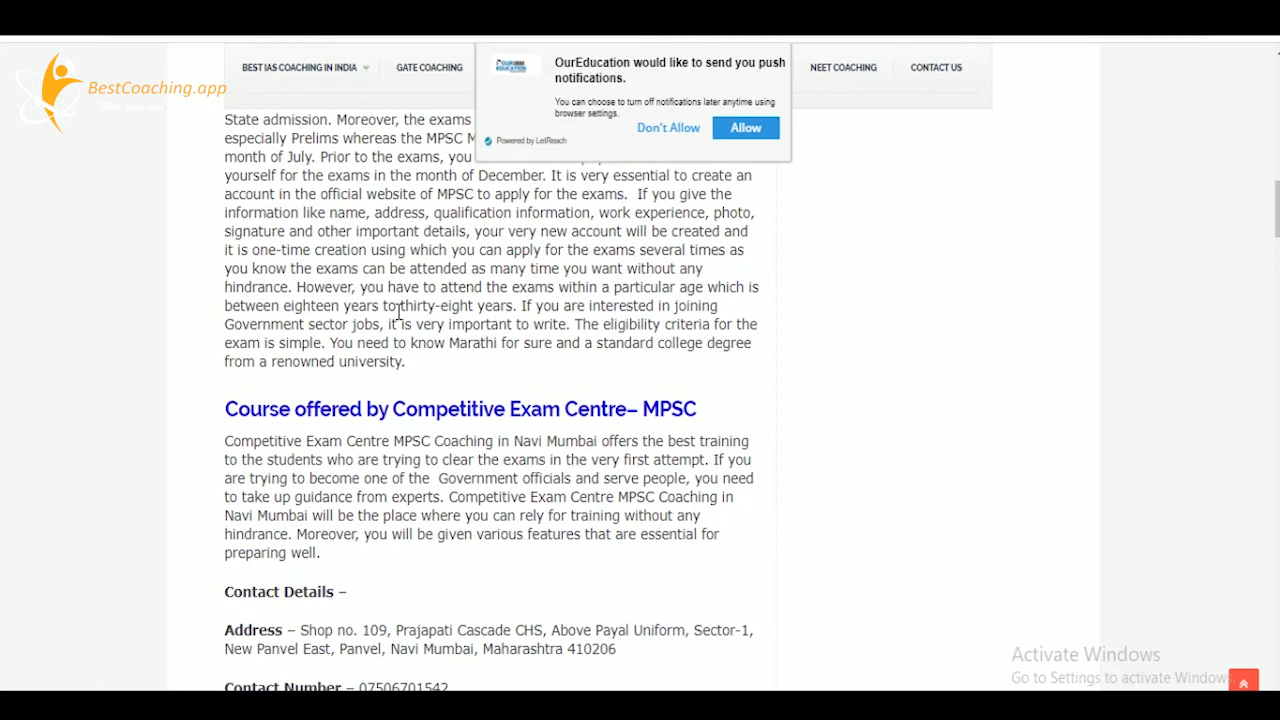 BestCoaching.app
BEST IAS COACHING IN INDIA
GATE COACHING
OurEducation would like to send you push
notifications.
You can choose to turn off notifications later anytime using
browser settings.
Don't Allow
Allow
Powered by LetReach
NEET COACHING
CONTACT US
State admission. Moreover, the exams
especially Prelims whereas the MPSC M
month of July. Prior to the exams, you
yourself for the exams in the month of December. It is very essential to create an
account in the official website of MPSC to apply for the exams.  If you give the
information like name, address, qualification information, work experience, photo,
signature and other important details, your very new account will be created and
it is one-time creation using which you can apply for the exams several times as
you know the exams can be attended as many time you want without any
hindrance. However, you have to attend the exams within a particular age which is
between eighteen years to thirty-eight years. If you are interested in joining
Government sector jobs, it is very important to write. The eligibility criteria for the
exam is simple. You need to know Marathi for sure and a standard college degree
from a renowned university.
Course offered by Competitive Exam Centre– MPSC
Competitive Exam Centre MPSC Coaching in Navi Mumbai offers the best training
to the students who are trying to clear the exams in the very first attempt. If you
are trying to become one of the  Government officials and serve people, you need
to take up guidance from experts. Competitive Exam Centre MPSC Coaching in
Navi Mumbai will be the place where you can rely for training without any
hindrance. Moreover, you will be given various features that are essential for
preparing well.
Contact Details –
Address – Shop no. 109, Prajapati Cascade CHS, Above Payal Uniform, Sector-1,
New Panvel East, Panvel, Navi Mumbai, Maharashtra 410206
Contact Number – 07506701542
Activate Windows
Go to Settings to activate Windows.